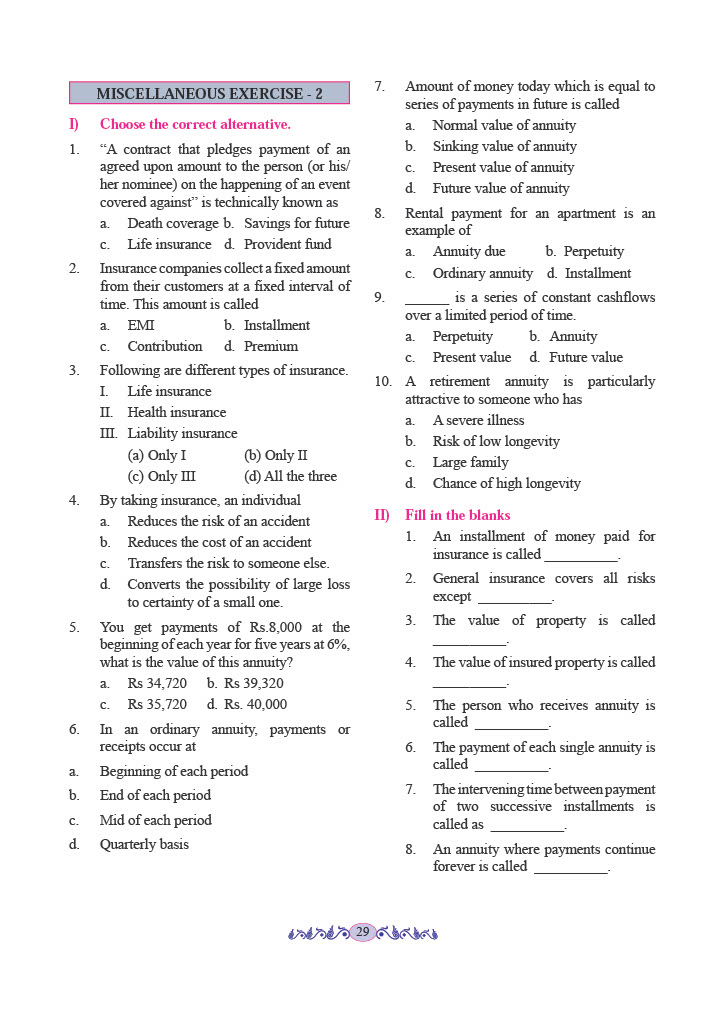 MISCELLANEOUS EXERCISE - 2
I) Choose the correct alternative.
1. “A contract that pledges payment of an
agreed upon amount to the person (or his/
her nominee) on the happening of an event
covered against” is technically known as
a. Death coverage b. Savings for future
c. Life insurance d. Provident fund
2. Insurance companies collect a fixed amount
from their customers at a fixed interval of
time. This amount is called
a. EMI b. Installment
c. Contribution d. Premium
3. Following are different types of insurance.
I. Life insurance
II. Health insurance
III. Liability insurance
(a) Only I (b) Only II
(c) Only III (d) All the three
4. By taking insurance, an individual
a. Reduces the risk of an accident
b. Reduces the cost of an accident
c. Transfers the risk to someone else.
d. Converts the possibility of large loss
to certainty of a small one.
5. You get payments of Rs.8,000 at the
beginning of each year for five years at 6%,
what is the value of this annuity?
a. Rs 34,720 b. Rs 39,320
c. Rs 35,720 d. Rs. 40,000
6. In an ordinary annuity, payments or
receipts occur at
a. Beginning of each period
b. End of each period
c. Mid of each period
d. Quarterly basis
7. Amount of money today which is equal to
series of payments in future is called
a. Normal value of annuity
b. Sinking value of annuity
c. Present value of annuity
d. Future value of annuity
8. Rental payment for an apartment is an
example of
a. Annuity due b. Perpetuity
c. Ordinary annuity d. Installment
9. ______ is a series of constant cashflows
over a limited period of time.
a. Perpetuity b. Annuity
c. Present value d. Future value
10. A retirement annuity is particularly
attractive to someone who has
a. A severe illness
b. Risk of low longevity
c. Large family
d. Chance of high longevity
II) Fill in the blanks
1. An installment of money paid for
insurance is called __________.
2. General insurance covers all risks
except __________.
3. The value of property is called
__________.
4. The value of insured property is called
__________.
5. The person who receives annuity is
called __________.
6. The payment of each single annuity is
called __________.
7. The intervening time between payment
of two successive installments is
called as __________.
8. An annuity where payments continue
forever is called __________.
29